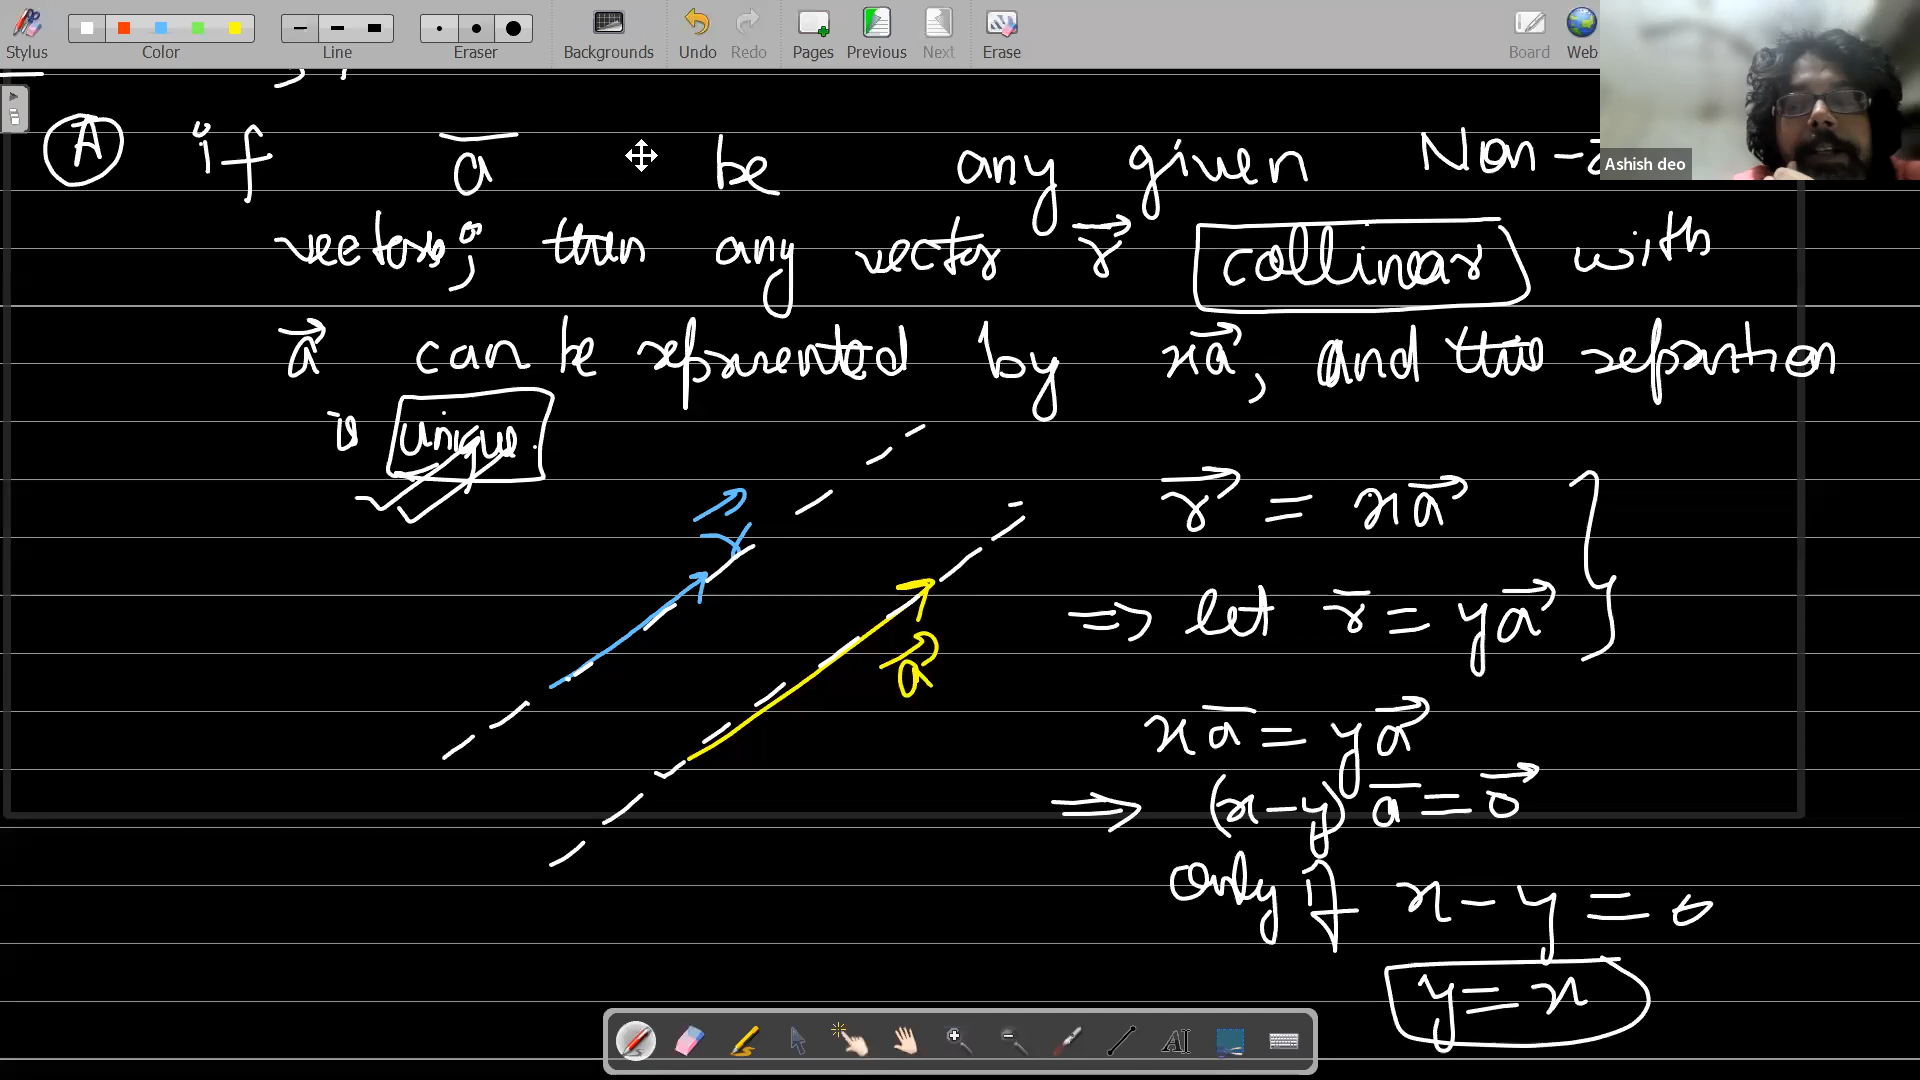 Stylus Color Line Eraser Backgrounds Undo Redo Pages Previous Next Erase Board Web
Ashish deo
A if a̅ be any given Non-
vectors; then any vector r⃗ collinear with
a⃗ can be represented by xa⃗, and this
is unique.
r⃗
a⃗
r⃗ = xa⃗
⇒ let r̅ = ya⃗
xa̅ = ya⃗
⇒ (x-y) a̅ = 0⃗
only if x-y = 0
y = x